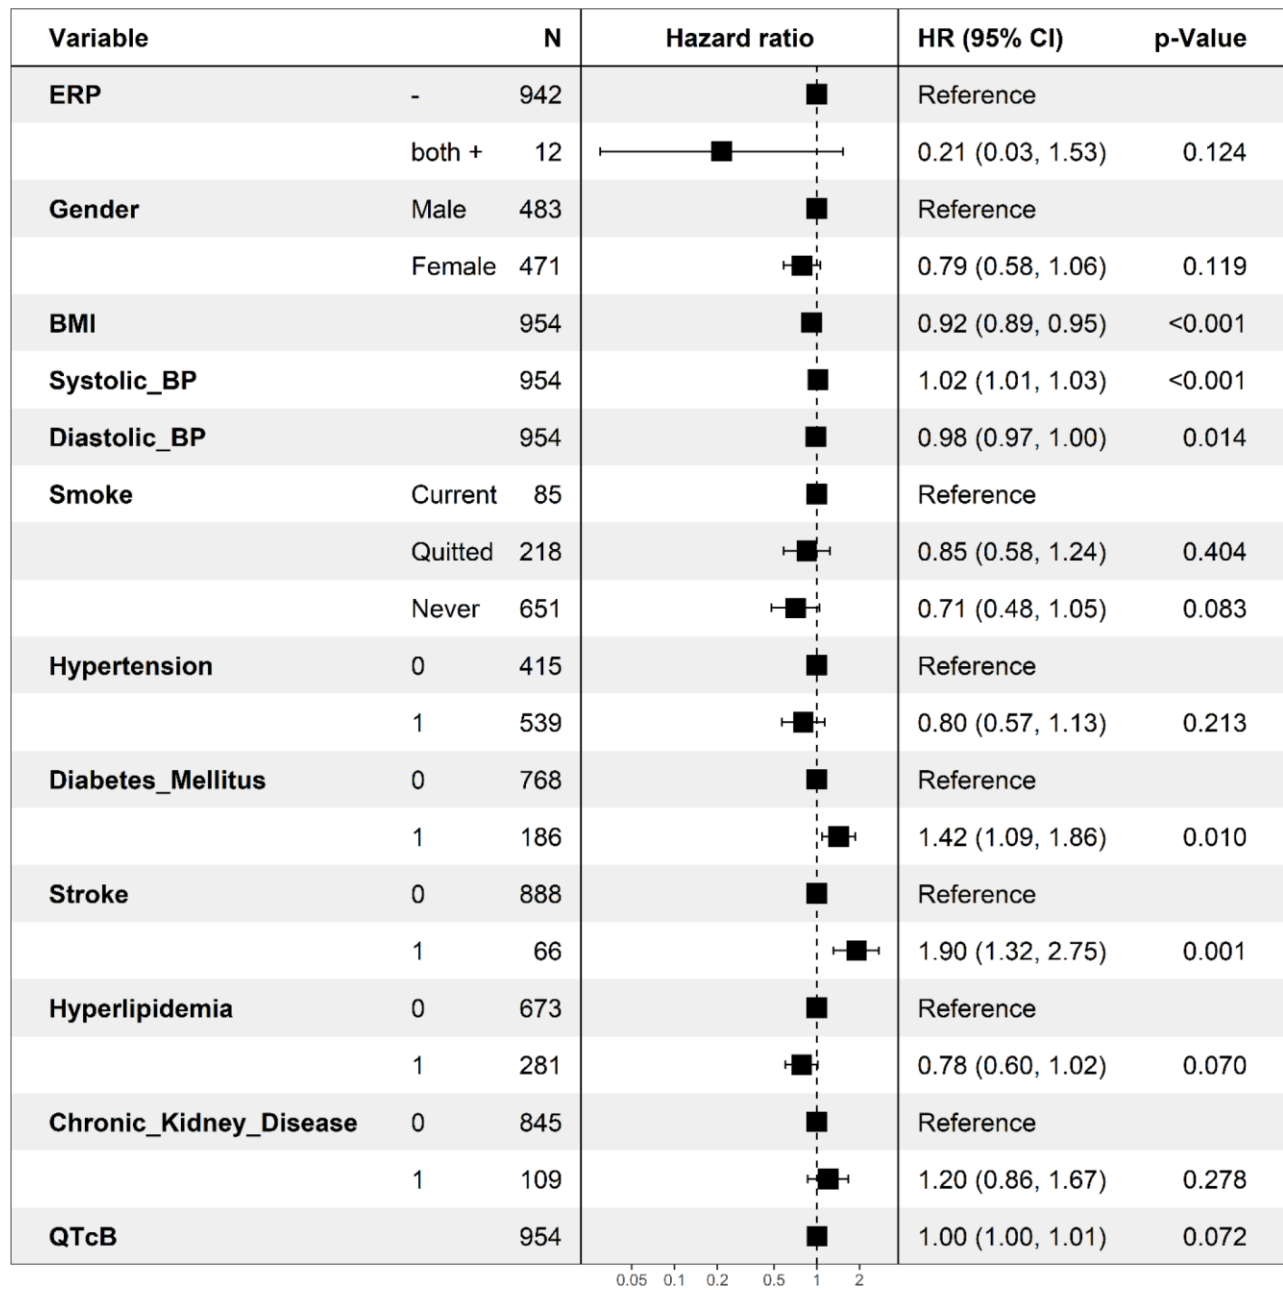 Variable N Hazard ratio HR (95% CI) p-Value
ERP - 942 Reference
both + 12 0.21 (0.03, 1.53) 0.124
Gender Male 483 Reference
Female 471 0.79 (0.58, 1.06) 0.119
BMI 954 0.92 (0.89, 0.95) <0.001
Systolic_BP 954 1.02 (1.01, 1.03) <0.001
Diastolic_BP 954 0.98 (0.97, 1.00) 0.014
Smoke Current 85 Reference
Quitted 218 0.85 (0.58, 1.24) 0.404
Never 651 0.71 (0.48, 1.05) 0.083
Hypertension 0 415 Reference
1 539 0.80 (0.57, 1.13) 0.213
Diabetes_Mellitus 0 768 Reference
1 186 1.42 (1.09, 1.86) 0.010
Stroke 0 888 Reference
1 66 1.90 (1.32, 2.75) 0.001
Hyperlipidemia 0 673 Reference
1 281 0.78 (0.60, 1.02) 0.070
Chronic_Kidney_Disease 0 845 Reference
1 109 1.20 (0.86, 1.67) 0.278
QTcB 954 1.00 (1.00, 1.01) 0.072
0.05 0.1 0.2 0.5 1 2